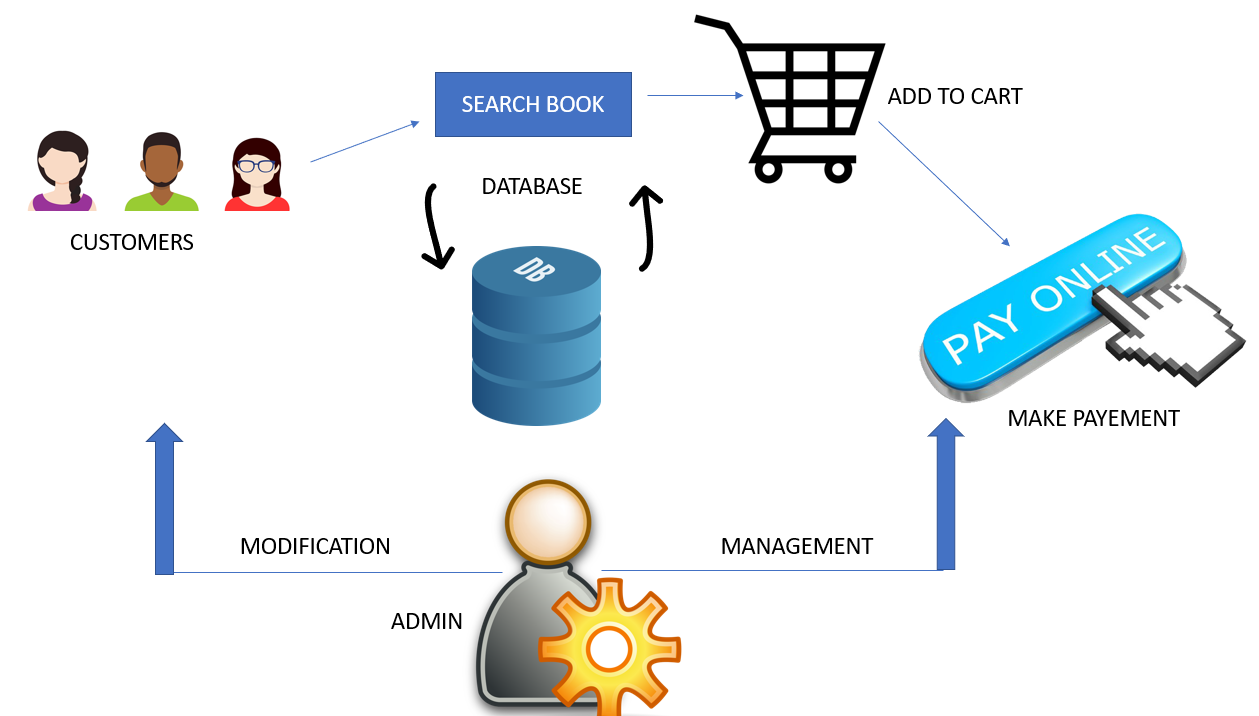 SEARCH BOOK
ADD TO CART
DATABASE
CUSTOMERS
DB
PAY ONLINE
MAKE PAYEMENT
MODIFICATION
MANAGEMENT
ADMIN